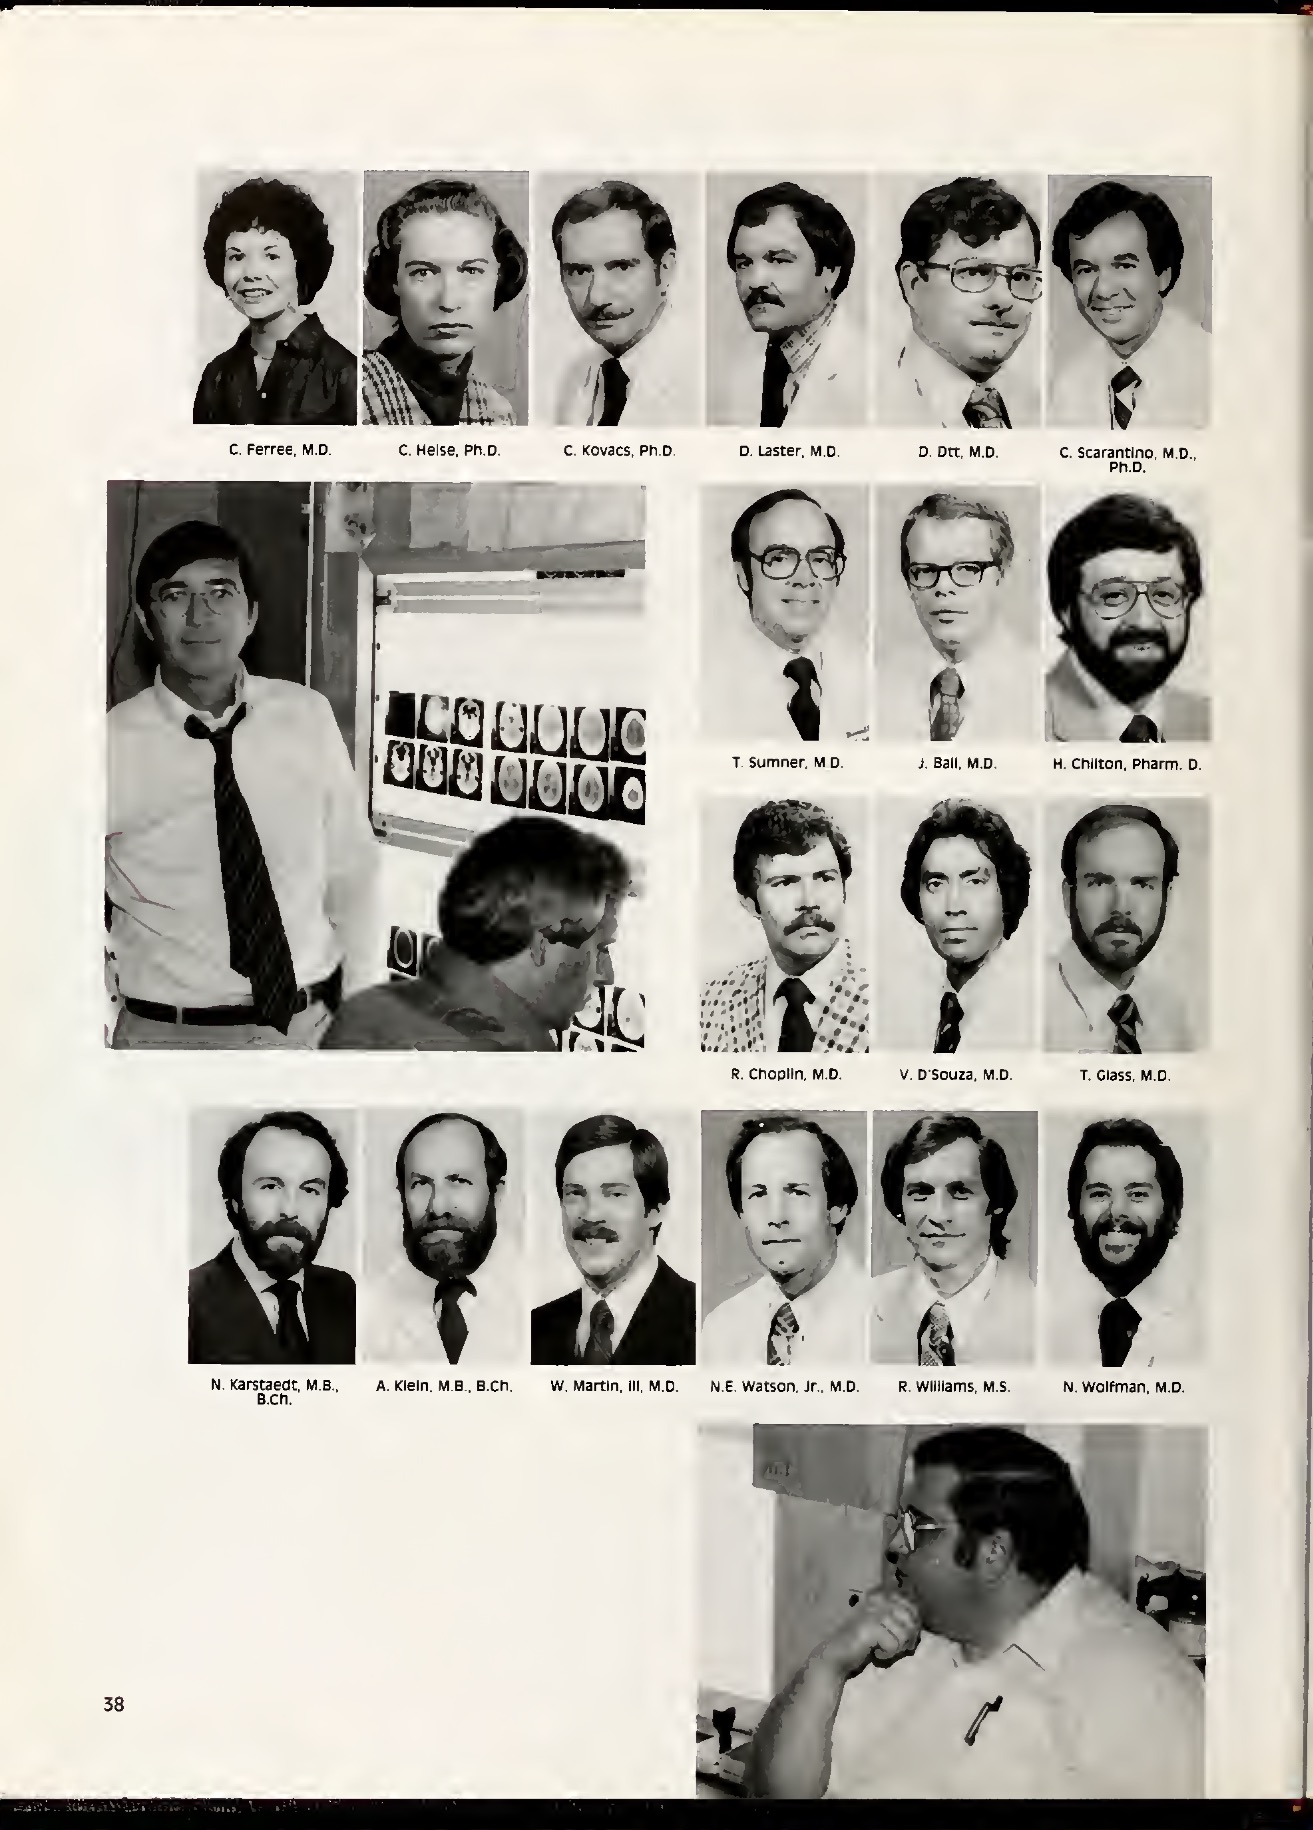 C. Ferree, M.D.
C. Heise, Ph.D.
C. Kovacs, Ph.D.
D. Laster, M.D.
D. Dtt, M.D.
C. Scarantino, M.D.,
Ph.D.
T. Sumner, M.D.
J. Ball, M.D.
H. Chilton, Pharm. D.
R. Choplin, M.D.
V. D'Souza, M.D.
T. Glass, M.D.
N. Karstaedt, M.B.,
B.Ch.
A. Klein, M.B., B.Ch.
W. Martin, III, M.D.
N.E. Watson, Jr., M.D.
R. Williams, M.S.
N. Wolfman, M.D.
38